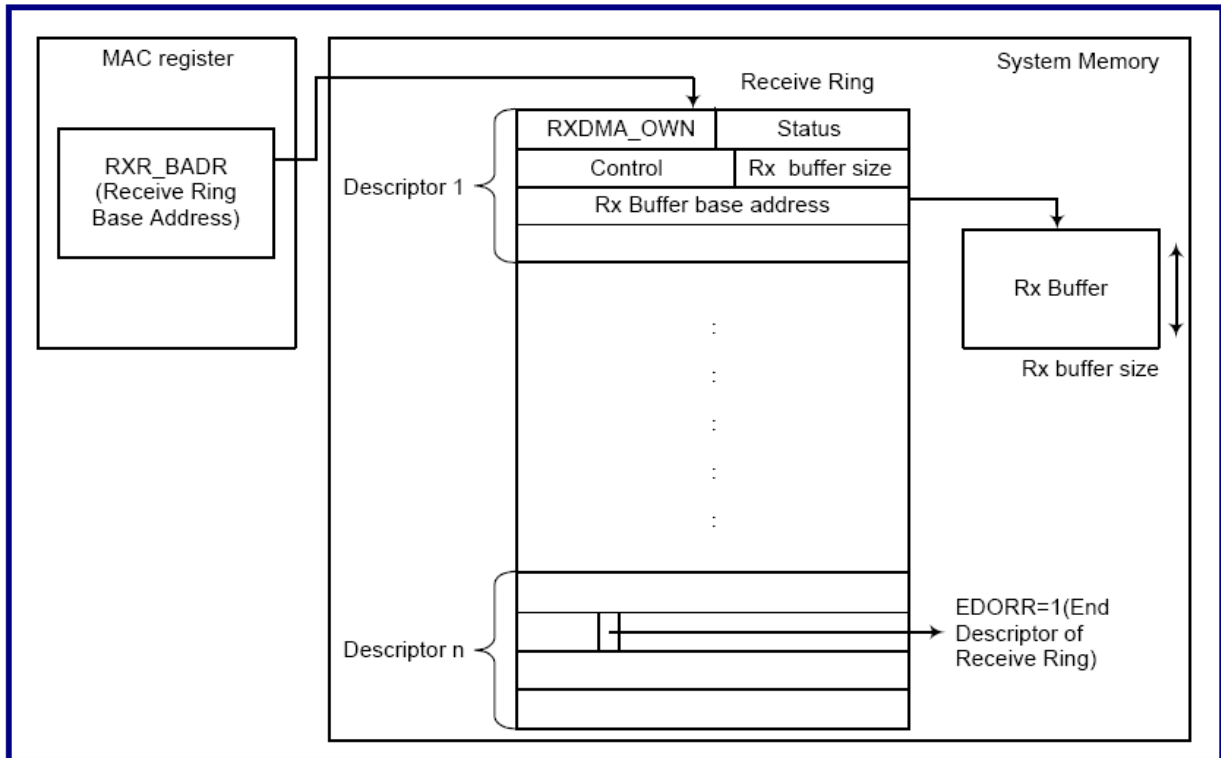 MAC register
System Memory
Receive Ring
RXR_BADR
(Receive Ring
Base Address)
Descriptor 1
RXDMA_OWN
Status
Control
Rx buffer size
Rx Buffer base address
Rx Buffer
Rx buffer size
:
:
:
:
:
Descriptor n
EDORR=1(End
Descriptor of
Receive Ring)